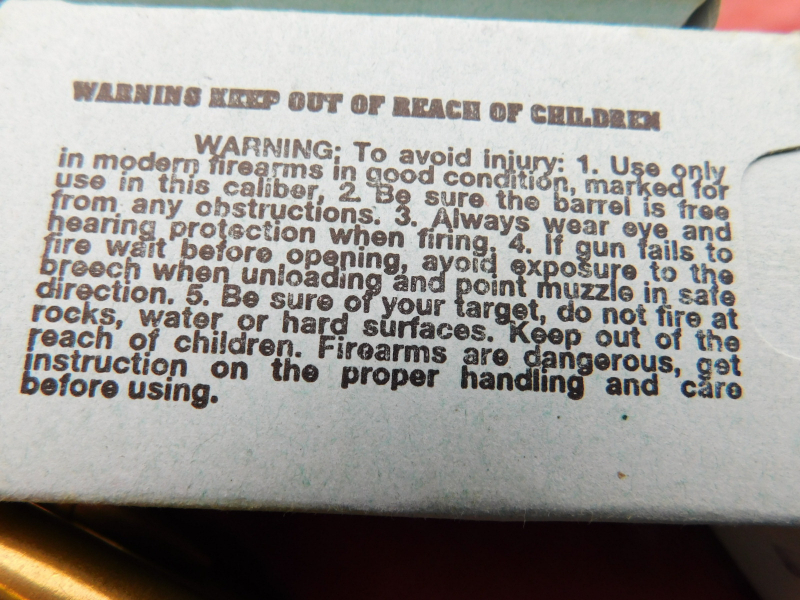 WARNING KEEP OUT OF REACH OF CHILDREN
WARNING: To avoid injury: 1. Use only
in modern firearms in good condition, marked for
use in this caliber, 2. Be sure the barrel is free
from any obstructions. 3. Always wear eye and
hearing protection when firing. 4. If gun fails to
fire wait before opening, avoid exposure to the
breech when unloading and point muzzle in safe
direction. 5. Be sure of your target, do not fire at
rocks, water or hard surfaces. Keep out of the
reach of children. Firearms are dangerous, get
instruction on the proper handling and care
before using.